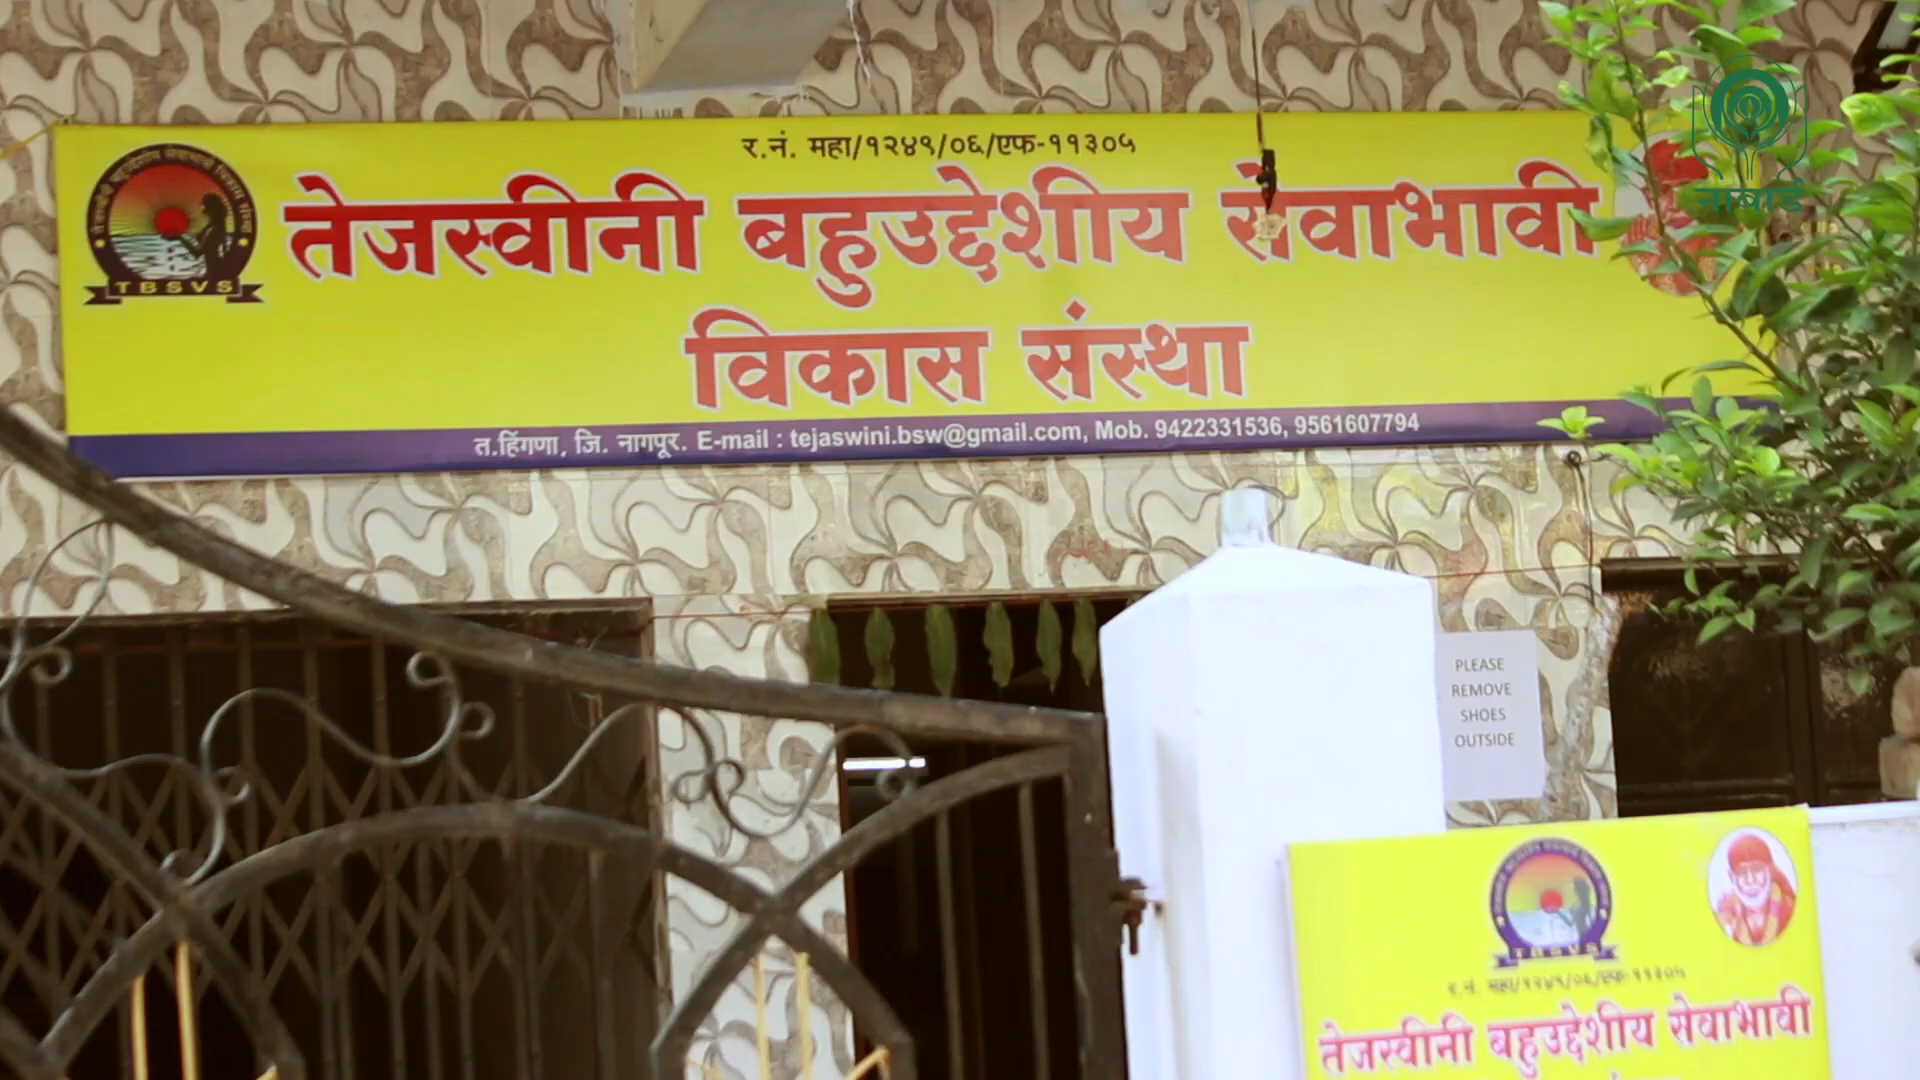 र.नं. महा/१२४९/०६/एफ-११३०५
तेजस्वीनी बहुउद्देशीय सेवाभावी
विकास संस्था
TBSVS
त.हिंगणा, जि. नागपूर. E-mail : tejaswini.bsw@gmail.com, Mob. 9422331536, 9561607794
नाबार्ड
PLEASE
REMOVE
SHOES
OUTSIDE
TBSVS
र.नं. महा/१२४९/०६/एफ-११३०५
तेजस्वीनी बहुउद्देशीय सेवाभावी